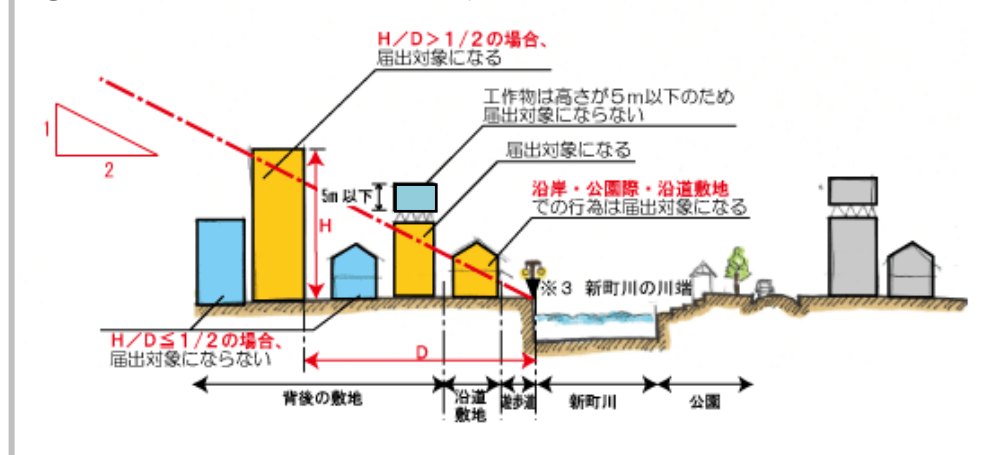 H／D＞1／2の場合、
届出対象になる
工作物は高さが5m以下のため
届出対象にならない
届出対象になる
沿岸・公園際・沿道敷地
での行為は届出対象になる
1
2
5m以下
H
※3 新町川の川端
H／D≦1／2の場合、
届出対象にならない
D
背後の敷地
沿道
敷地
遊歩道
新町川
公園